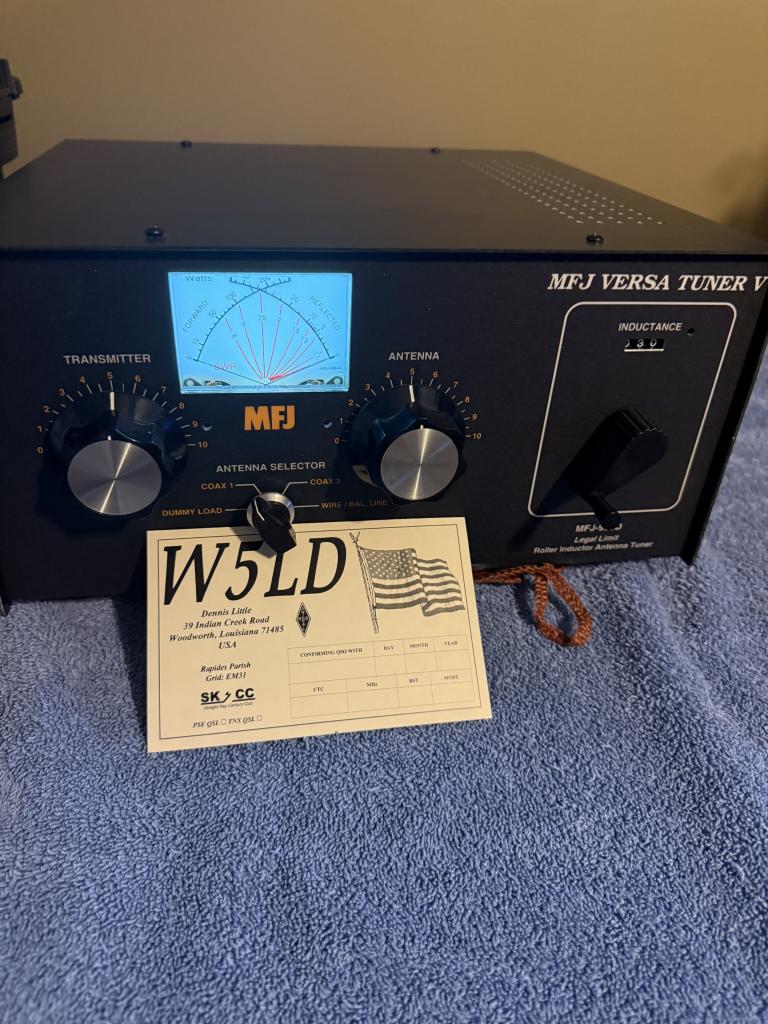 MFJ VERSA TUNER V
Watts
FORWARD
REFLECTED
SWR
INDUCTANCE
30
TRANSMITTER
0 1 2 3 4 5 6 7 8 9 10
ANTENNA
0 1 2 3 4 5 6 7 8 9 10
MFJ
ANTENNA SELECTOR
COAX 1
COAX 2
DUMMY LOAD
WIRE / BAL. LINE
Legal Limit
Roller Inductor Antenna Tuner
W5LD
Dennis Little
39 Indian Creek Road
Woodworth, Louisiana 71485
USA
Rapides Parish
Grid: EM31
SK CC
Straight Key Century Club
PSE QSL □ TNX QSL □
CONFIRMING QSO WITH DAY MONTH YEAR
UTC MHz RST MODE